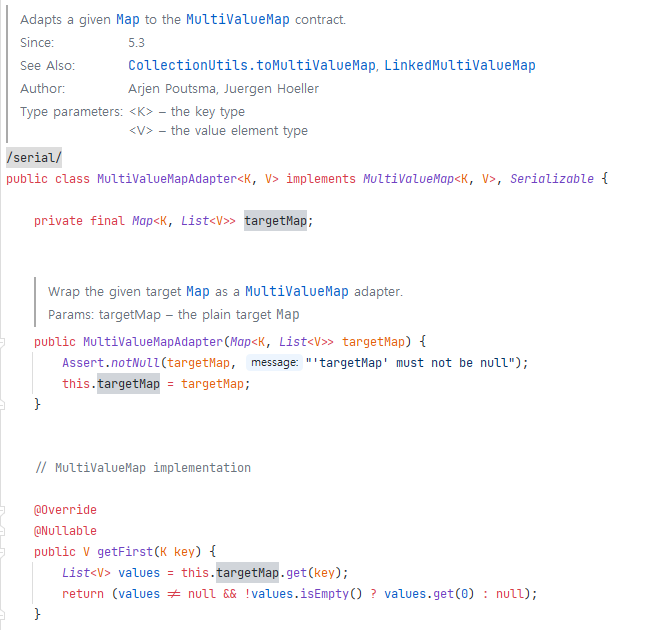 Adapts a given Map to the MultiValueMap contract.
Since: 5.3
See Also: CollectionUtils.toMultiValueMap, LinkedMultiValueMap
Author: Arjen Poutsma, Juergen Hoeller
Type parameters: <K> – the key type
<V> – the value element type
/serial/
public class MultiValueMapAdapter<K, V> implements MultiValueMap<K, V>, Serializable {
private final Map<K, List<V>> targetMap;
Wrap the given target Map as a MultiValueMap adapter.
Params: targetMap – the plain target Map
public MultiValueMapAdapter(Map<K, List<V>> targetMap) {
Assert.notNull(targetMap, message: "'targetMap' must not be null");
this.targetMap = targetMap;
}
// MultiValueMap implementation
@Override
@Nullable
public V getFirst(K key) {
List<V> values = this.targetMap.get(key);
return (values ≠ null && !values.isEmpty() ? values.get(0) : null);
}